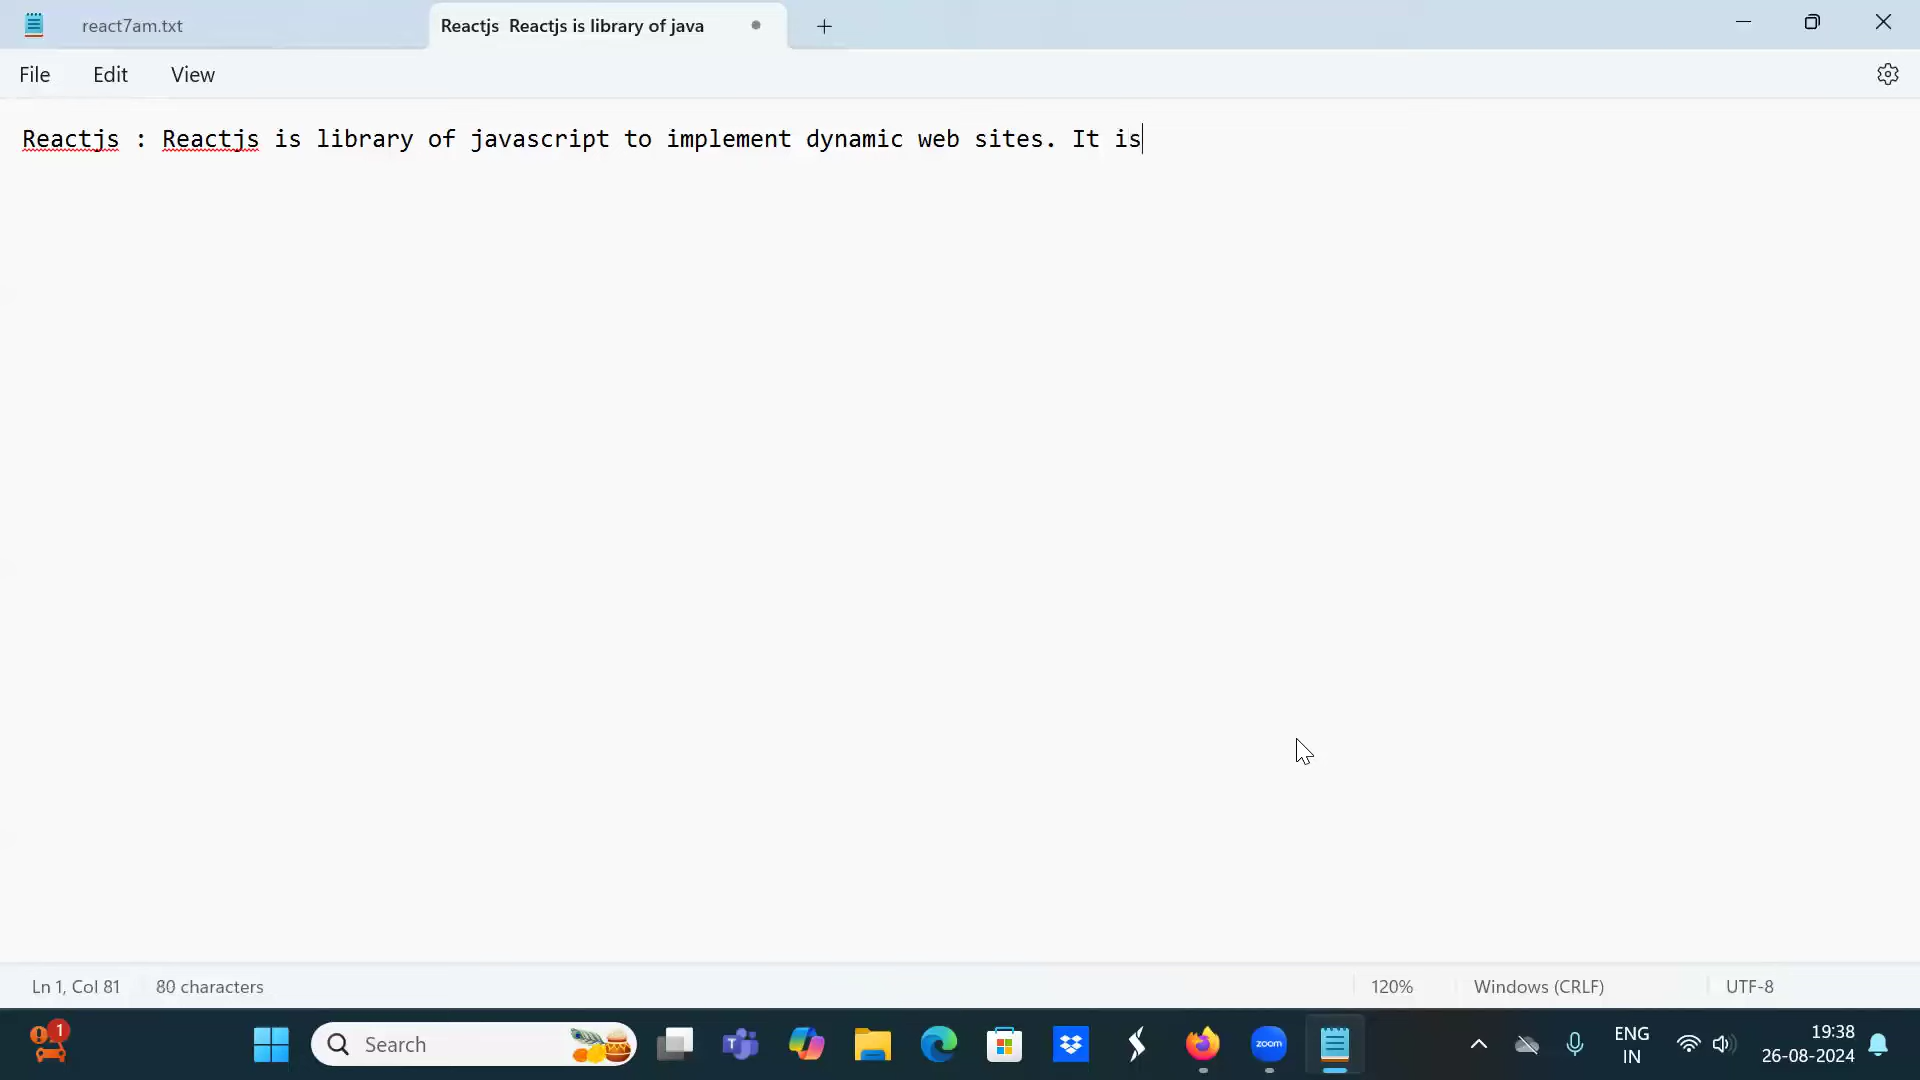 react7am.txt
Reactjs  Reactjs is library of java
File Edit View
Reactjs : Reactjs is library of javascript to implement dynamic web sites. It is
Ln 1, Col 81 80 characters 120% Windows (CRLF) UTF-8
1
Search
zoom
ENG
IN
19:38
26-08-2024